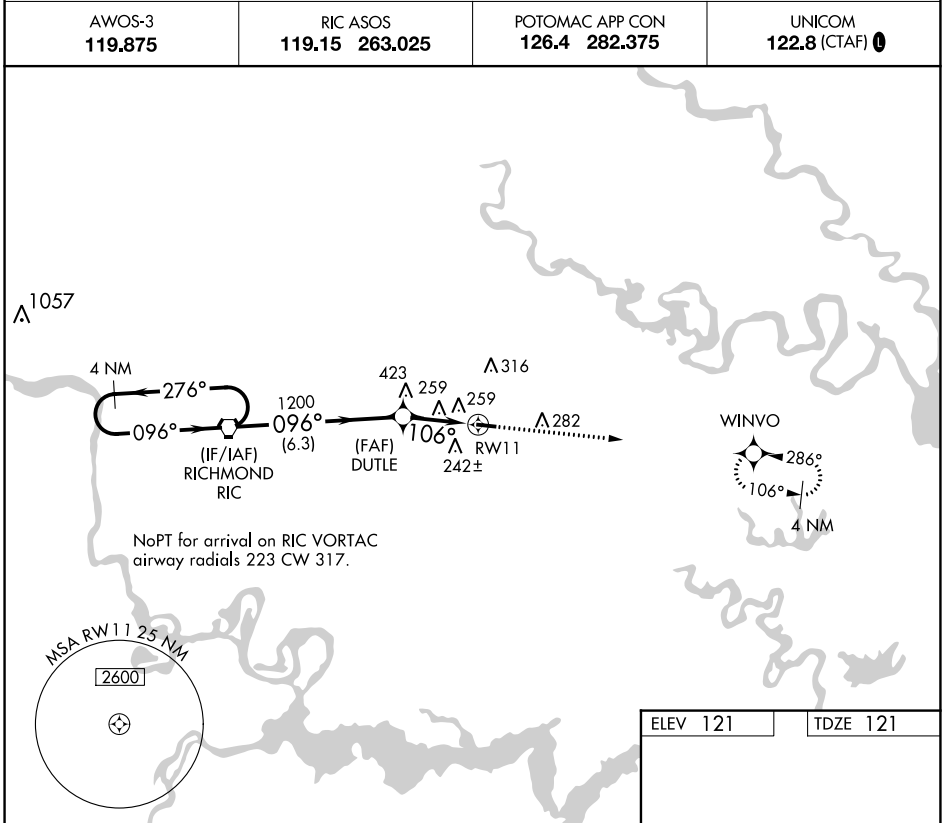 AWOS-3
119.875
RIC ASOS
119.15 263.025
POTOMAC APP CON
126.4 282.375
UNICOM
122.8 (CTAF) L
1057
4 NM
276°
096°
(IF/IAF)
RICHMOND
RIC
1200
096°
(6.3)
423
259
259
316
282
106°
(FAF)
DUTLE
242±
RW11
WINVO
286°
106°
4 NM
NoPT for arrival on RIC VORTAC
airway radials 223 CW 317.
MSA RW11 25 NM
2600
ELEV 121
TDZE 121